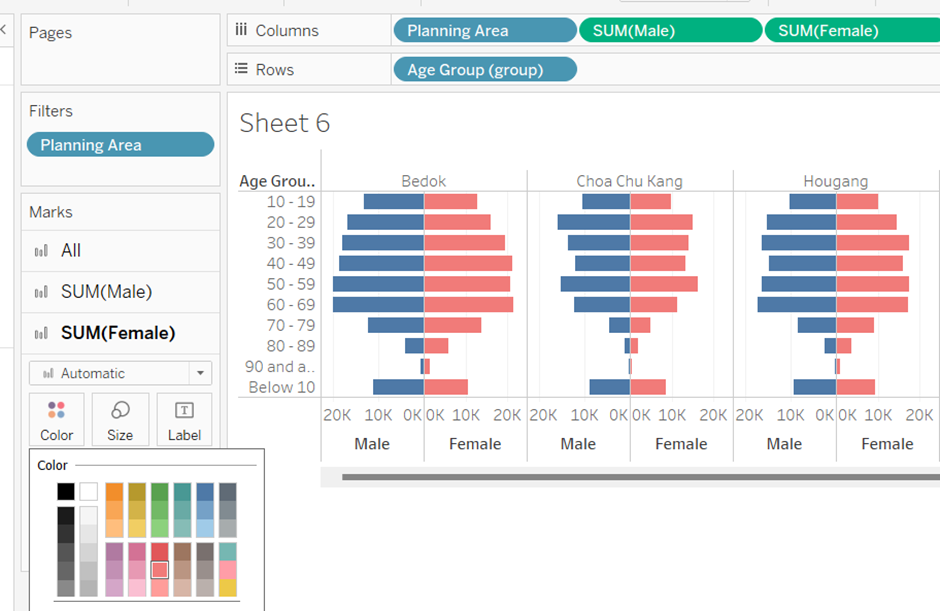 Pages
Columns Planning Area SUM(Male) SUM(Female)
Rows Age Group (group)
Filters
Planning Area
Marks
All
SUM(Male)
SUM(Female)
Automatic
Color Size Label
Color
Sheet 6
Age Grou.. Bedok Choa Chu Kang Hougang
10 - 19
20 - 29
30 - 39
40 - 49
50 - 59
60 - 69
70 - 79
80 - 89
90 and a..
Below 10
20K 10K 0K 0K 10K 20K 20K 10K 0K 0K 10K 20K 20K 10K 0K 0K 10K 20K
Male Female Male Female Male Female